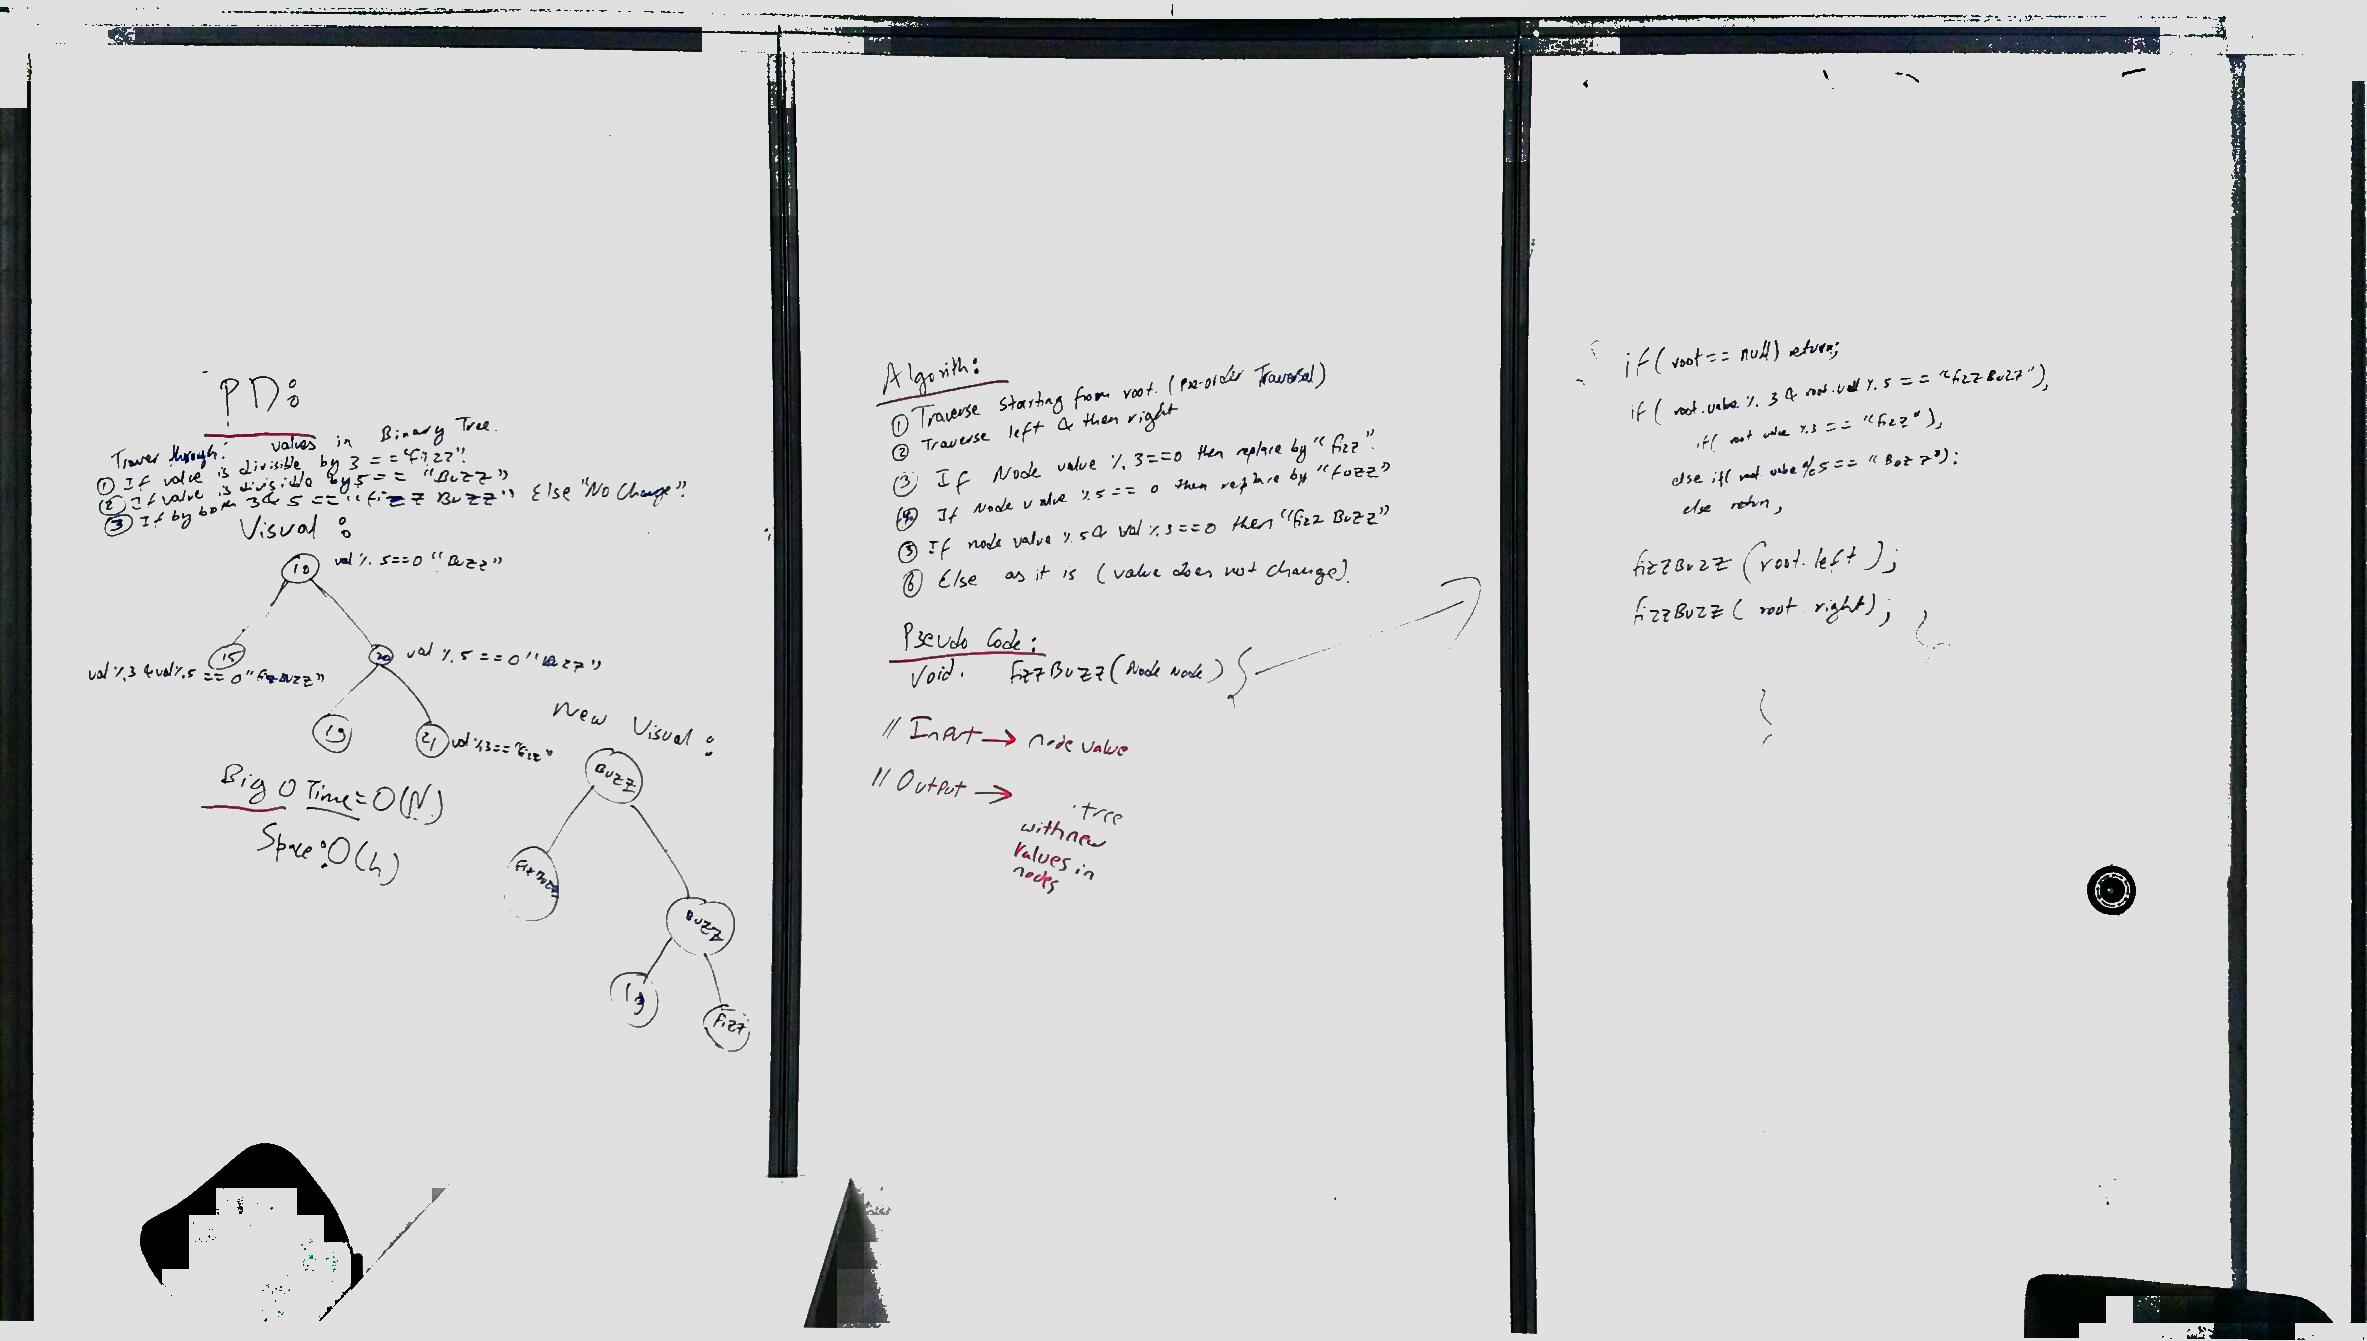 PD:
Traver through: values in Binary Tree.
① If value is divisible by 3 == "Fizz"
② If value is divisible by 5 == "Buzz"
③ If by both 3 & 5 == "Fizz Buzz" Else "No Change"
Visual :
10 val % 5==0 "Buzz"
15
20 val % 5 ==0 "Buzz"
val %3 & val%5 == 0 "FizzBuzz"
19
21 val %3 == "Fizz"
Big O Time = O(N)
Space: O(h)
New Visual :
Buzz
FizzBuzz
Buzz
19
Fizz
Algorith:
① Traverse starting from root. (Pre-order Traversal)
② Traverse left & then right
③ If Node value % 3==0 then replace by "Fizz"
④ If Node value %5 == 0 then replace by "fuzz"
⑤ If node value % 5 & val % 3 ==0 then "Fizz Buzz"
⑥ Else as it is (value does not change).
Pseudo Code:
Void. FizzBuzz (Node Node) {
// Input → node value
// Output → tree
with new
values in
nodes
if ( root == null) return;
if ( root.value % 3 & root.val % 5 == "fizzBuzz"),
if( root value %3 == "Fizz"),
else if( root value %5 == "Buzz"):
else return,
fizzBuzz (root.left);
fizzBuzz ( root.right); }
}